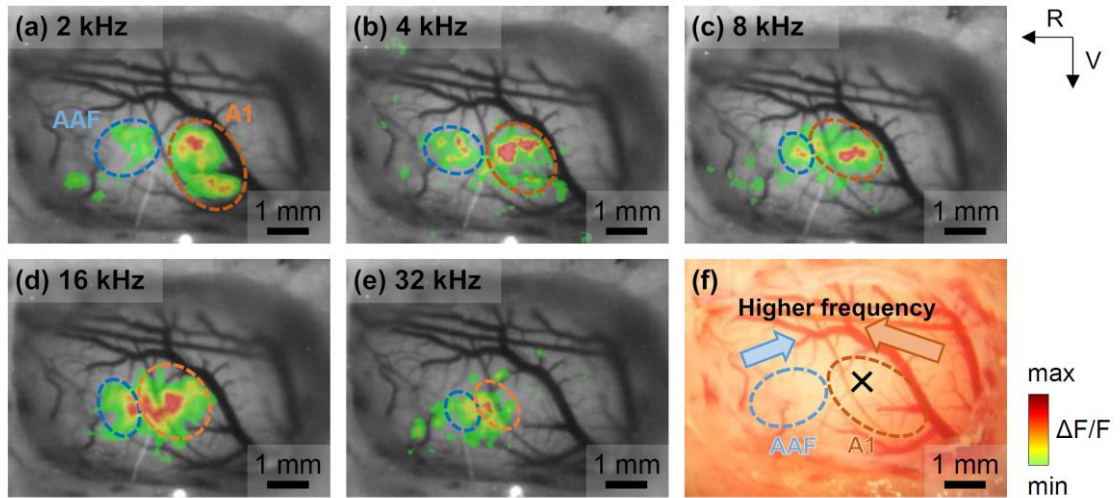 (a) 2 kHz
AAF
A1
1 mm
(b) 4 kHz
1 mm
(c) 8 kHz
1 mm
R
V
(d) 16 kHz
1 mm
(e) 32 kHz
1 mm
(f)
Higher frequency
AAF
A1
1 mm
max
ΔF/F
min